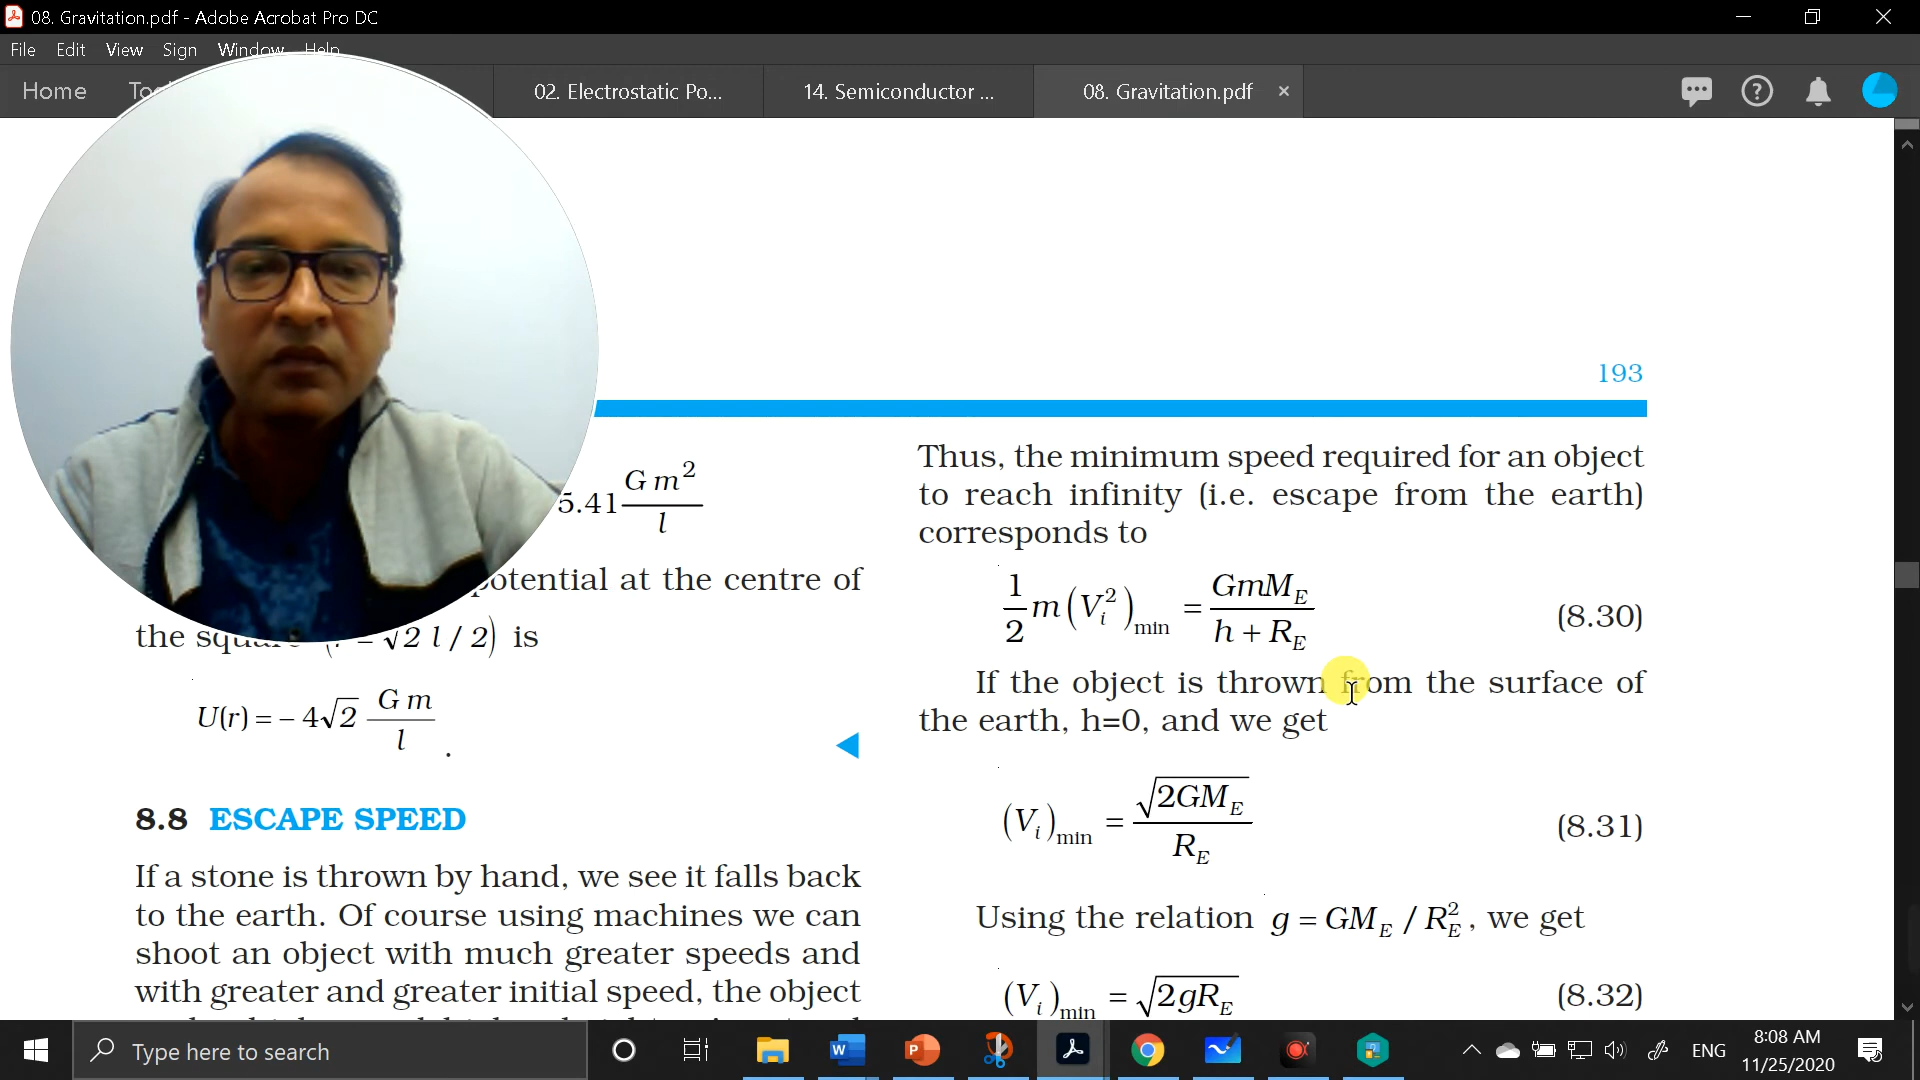 08. Gravitation.pdf - Adobe Acrobat Pro DC
File Edit View Sign Window Help
Home
02. Electrostatic Po...
14. Semiconductor ...
08. Gravitation.pdf ×
193
5.41 G m² / l
potential at the centre of
the square √2 l / 2) is
U(r) = – 4√2 G m / l .
8.8 ESCAPE SPEED
If a stone is thrown by hand, we see it falls back
to the earth. Of course using machines we can
shoot an object with much greater speeds and
with greater and greater initial speed, the object
Thus, the minimum speed required for an object
to reach infinity (i.e. escape from the earth)
corresponds to
1/2 m (V_i²)_min = GmM_E / (h + R_E) (8.30)
If the object is thrown from the surface of
the earth, h=0, and we get
(V_i)_min = √(2GM_E) / R_E (8.31)
Using the relation g = GM_E / R_E², we get
(V_i)_min = √(2gR_E) (8.32)
Type here to search
ENG
8:08 AM
11/25/2020